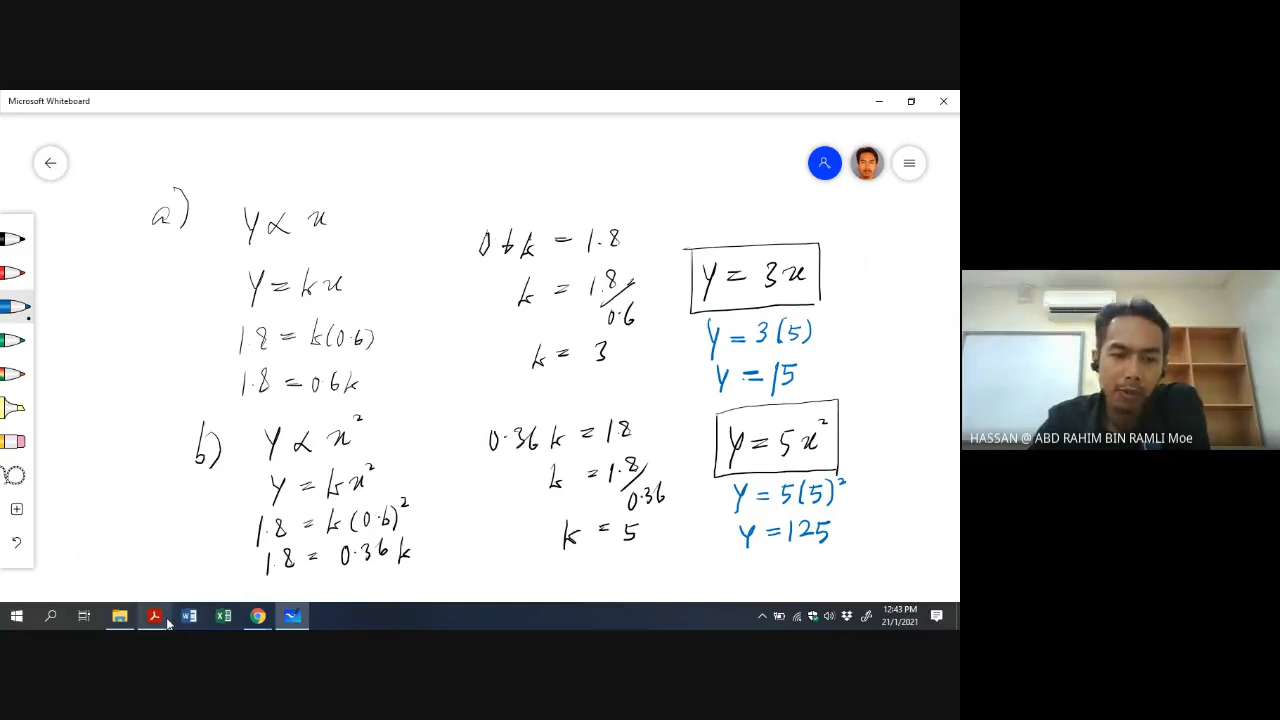 Microsoft Whiteboard
a)
y ∝ x
y = kx
1.8 = k(0.6)
1.8 = 0.6k
0.6k = 1.8
k = 1.8/0.6
k = 3
y = 3x
y = 3(5)
y = 15
b)
y ∝ x²
y = kx²
1.8 = k(0.6)²
1.8 = 0.36k
0.36k = 1.8
k = 1.8/0.36
k = 5
y = 5x²
y = 5(5)²
y = 125
HASSAN @ ABD RAHIM BIN RAMLI Moe
12:43 PM
21/1/2021